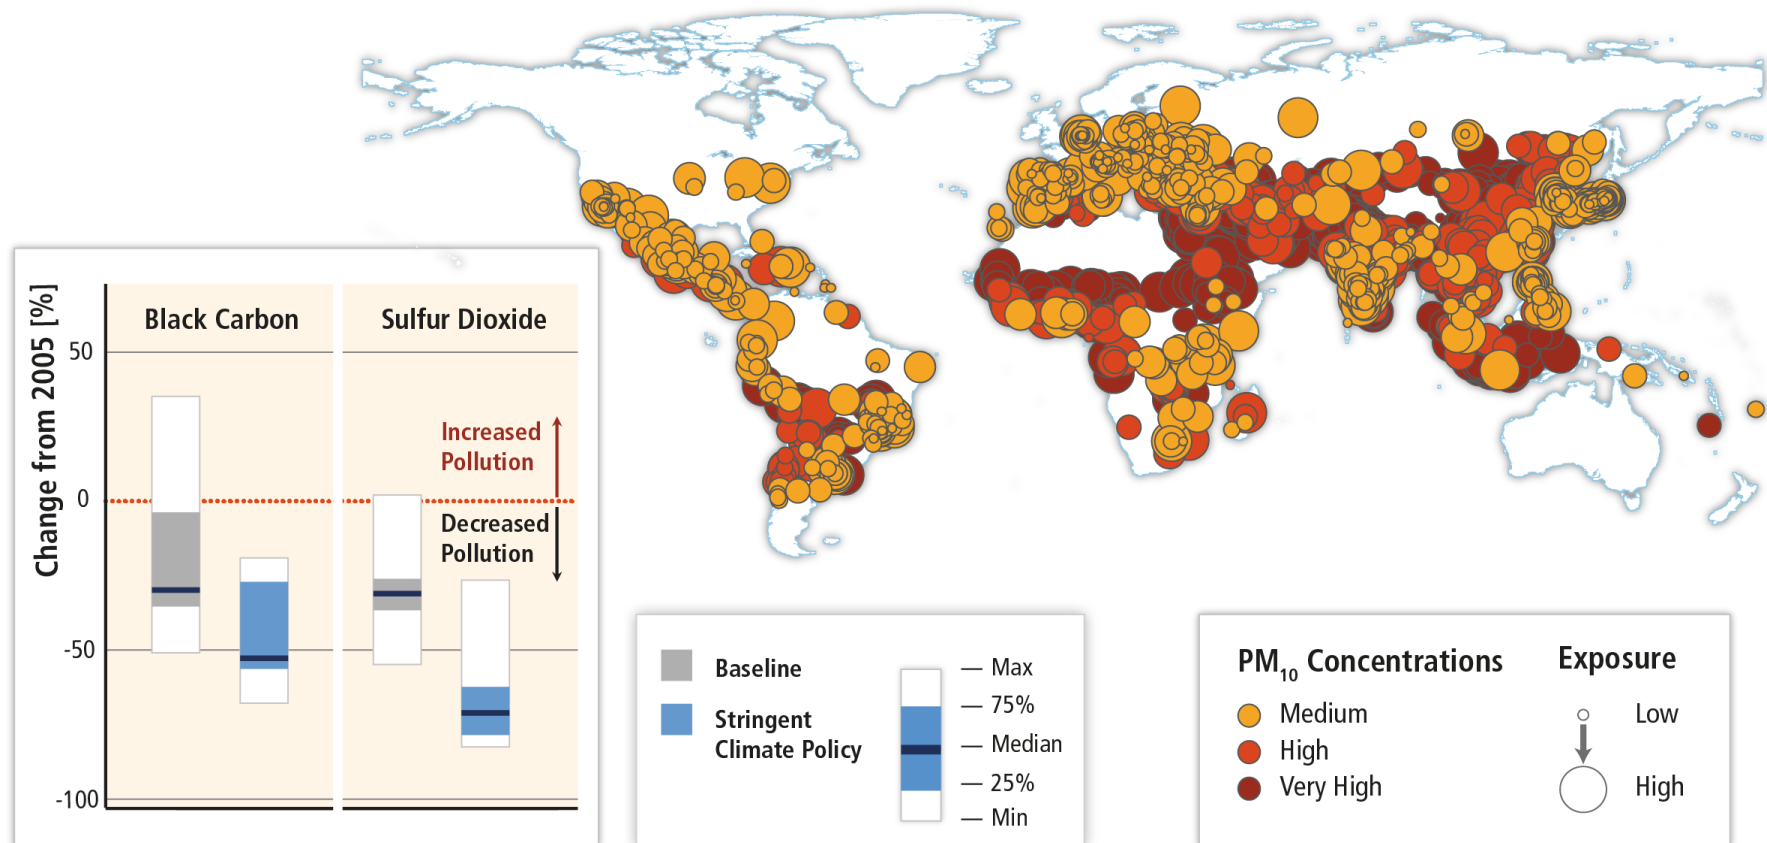 Change from 2005 [%]
Black Carbon
Sulfur Dioxide
50
0
-50
-100
Increased
Pollution
Decreased
Pollution
Baseline
Stringent
Climate Policy
Max
75%
Median
25%
Min
PM₁₀ Concentrations
Medium
High
Very High
Exposure
Low
High